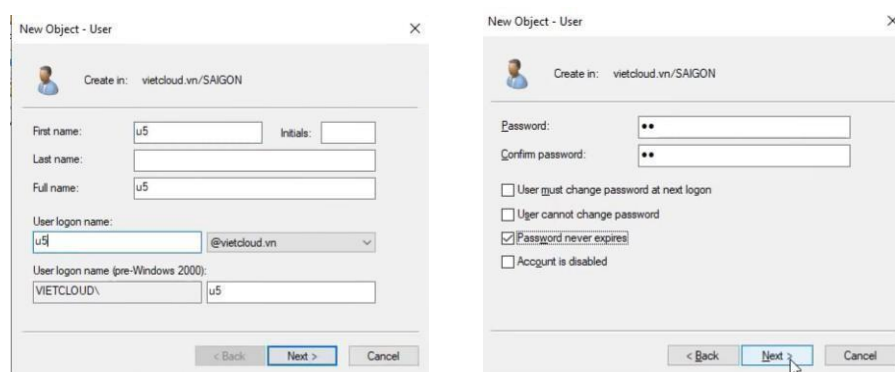 New Object - User
Create in: vietcloud.vn/SAIGON
First name: u5 Initials:
Last name:
Full name: u5
User logon name:
u5 @vietcloud.vn
User logon name (pre-Windows 2000):
VIETCLOUD\ u5
< Back Next > Cancel
New Object - User
Create in: vietcloud.vn/SAIGON
Password: ●●
Confirm password: ●●
User must change password at next logon
User cannot change password
Password never expires
Account is disabled
< Back Next > Cancel